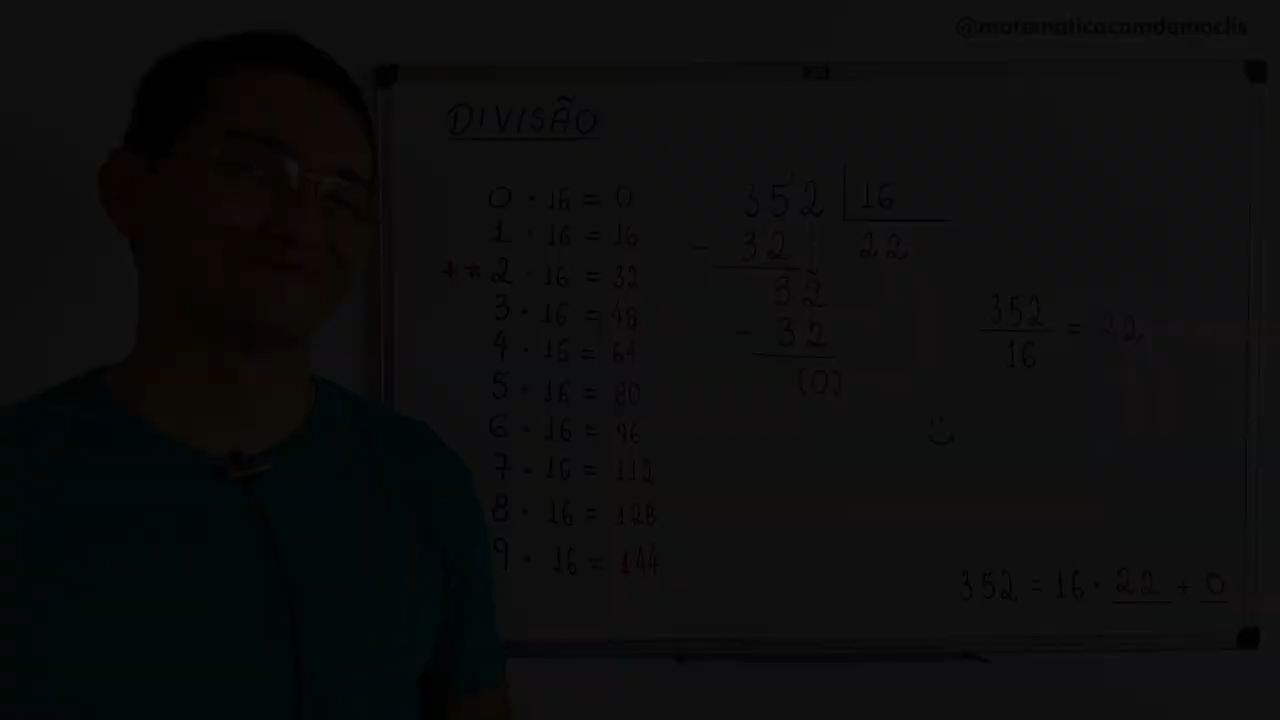 @matematicacomdemoclis
DIVISÃO
0 · 16 = 0
1 · 16 = 16
** 2 · 16 = 32
3 · 16 = 48
4 · 16 = 64
5 · 16 = 80
6 · 16 = 96
7 · 16 = 112
8 · 16 = 128
9 · 16 = 144
352 16
- 32 22
32
- 32
(0)
352
16
= 22
352 = 16 · 22 + 0